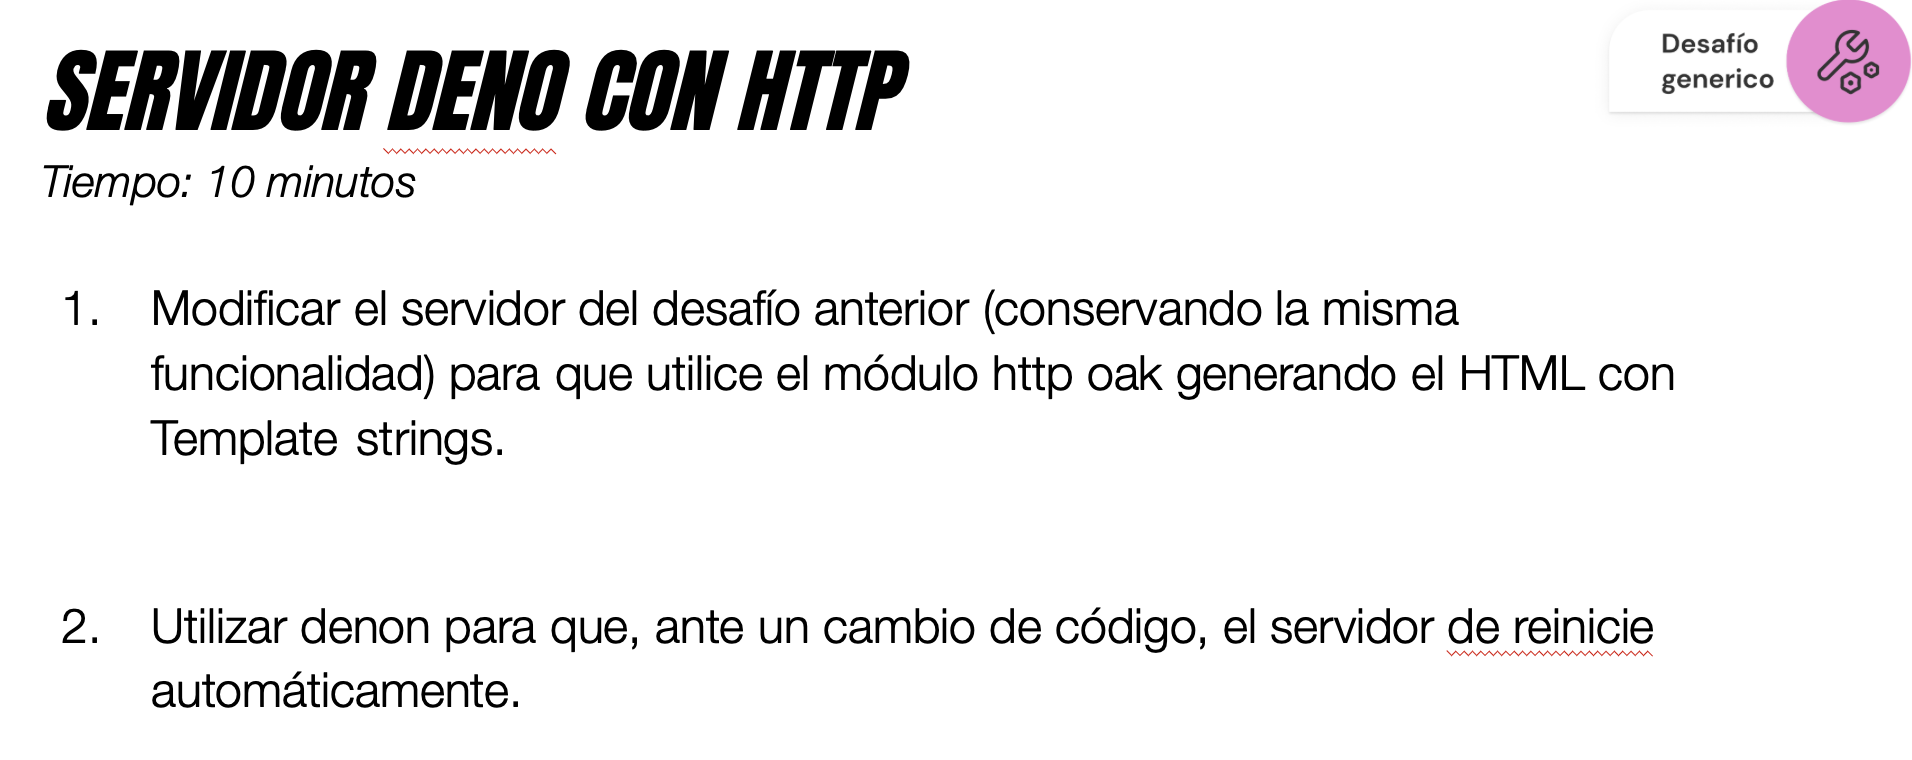 SERVIDOR DENO CON HTTP
Desafío
generico
Tiempo: 10 minutos
1. Modificar el servidor del desafío anterior (conservando la misma
funcionalidad) para que utilice el módulo http oak generando el HTML con
Template strings.
2. Utilizar denon para que, ante un cambio de código, el servidor de reinicie
automáticamente.